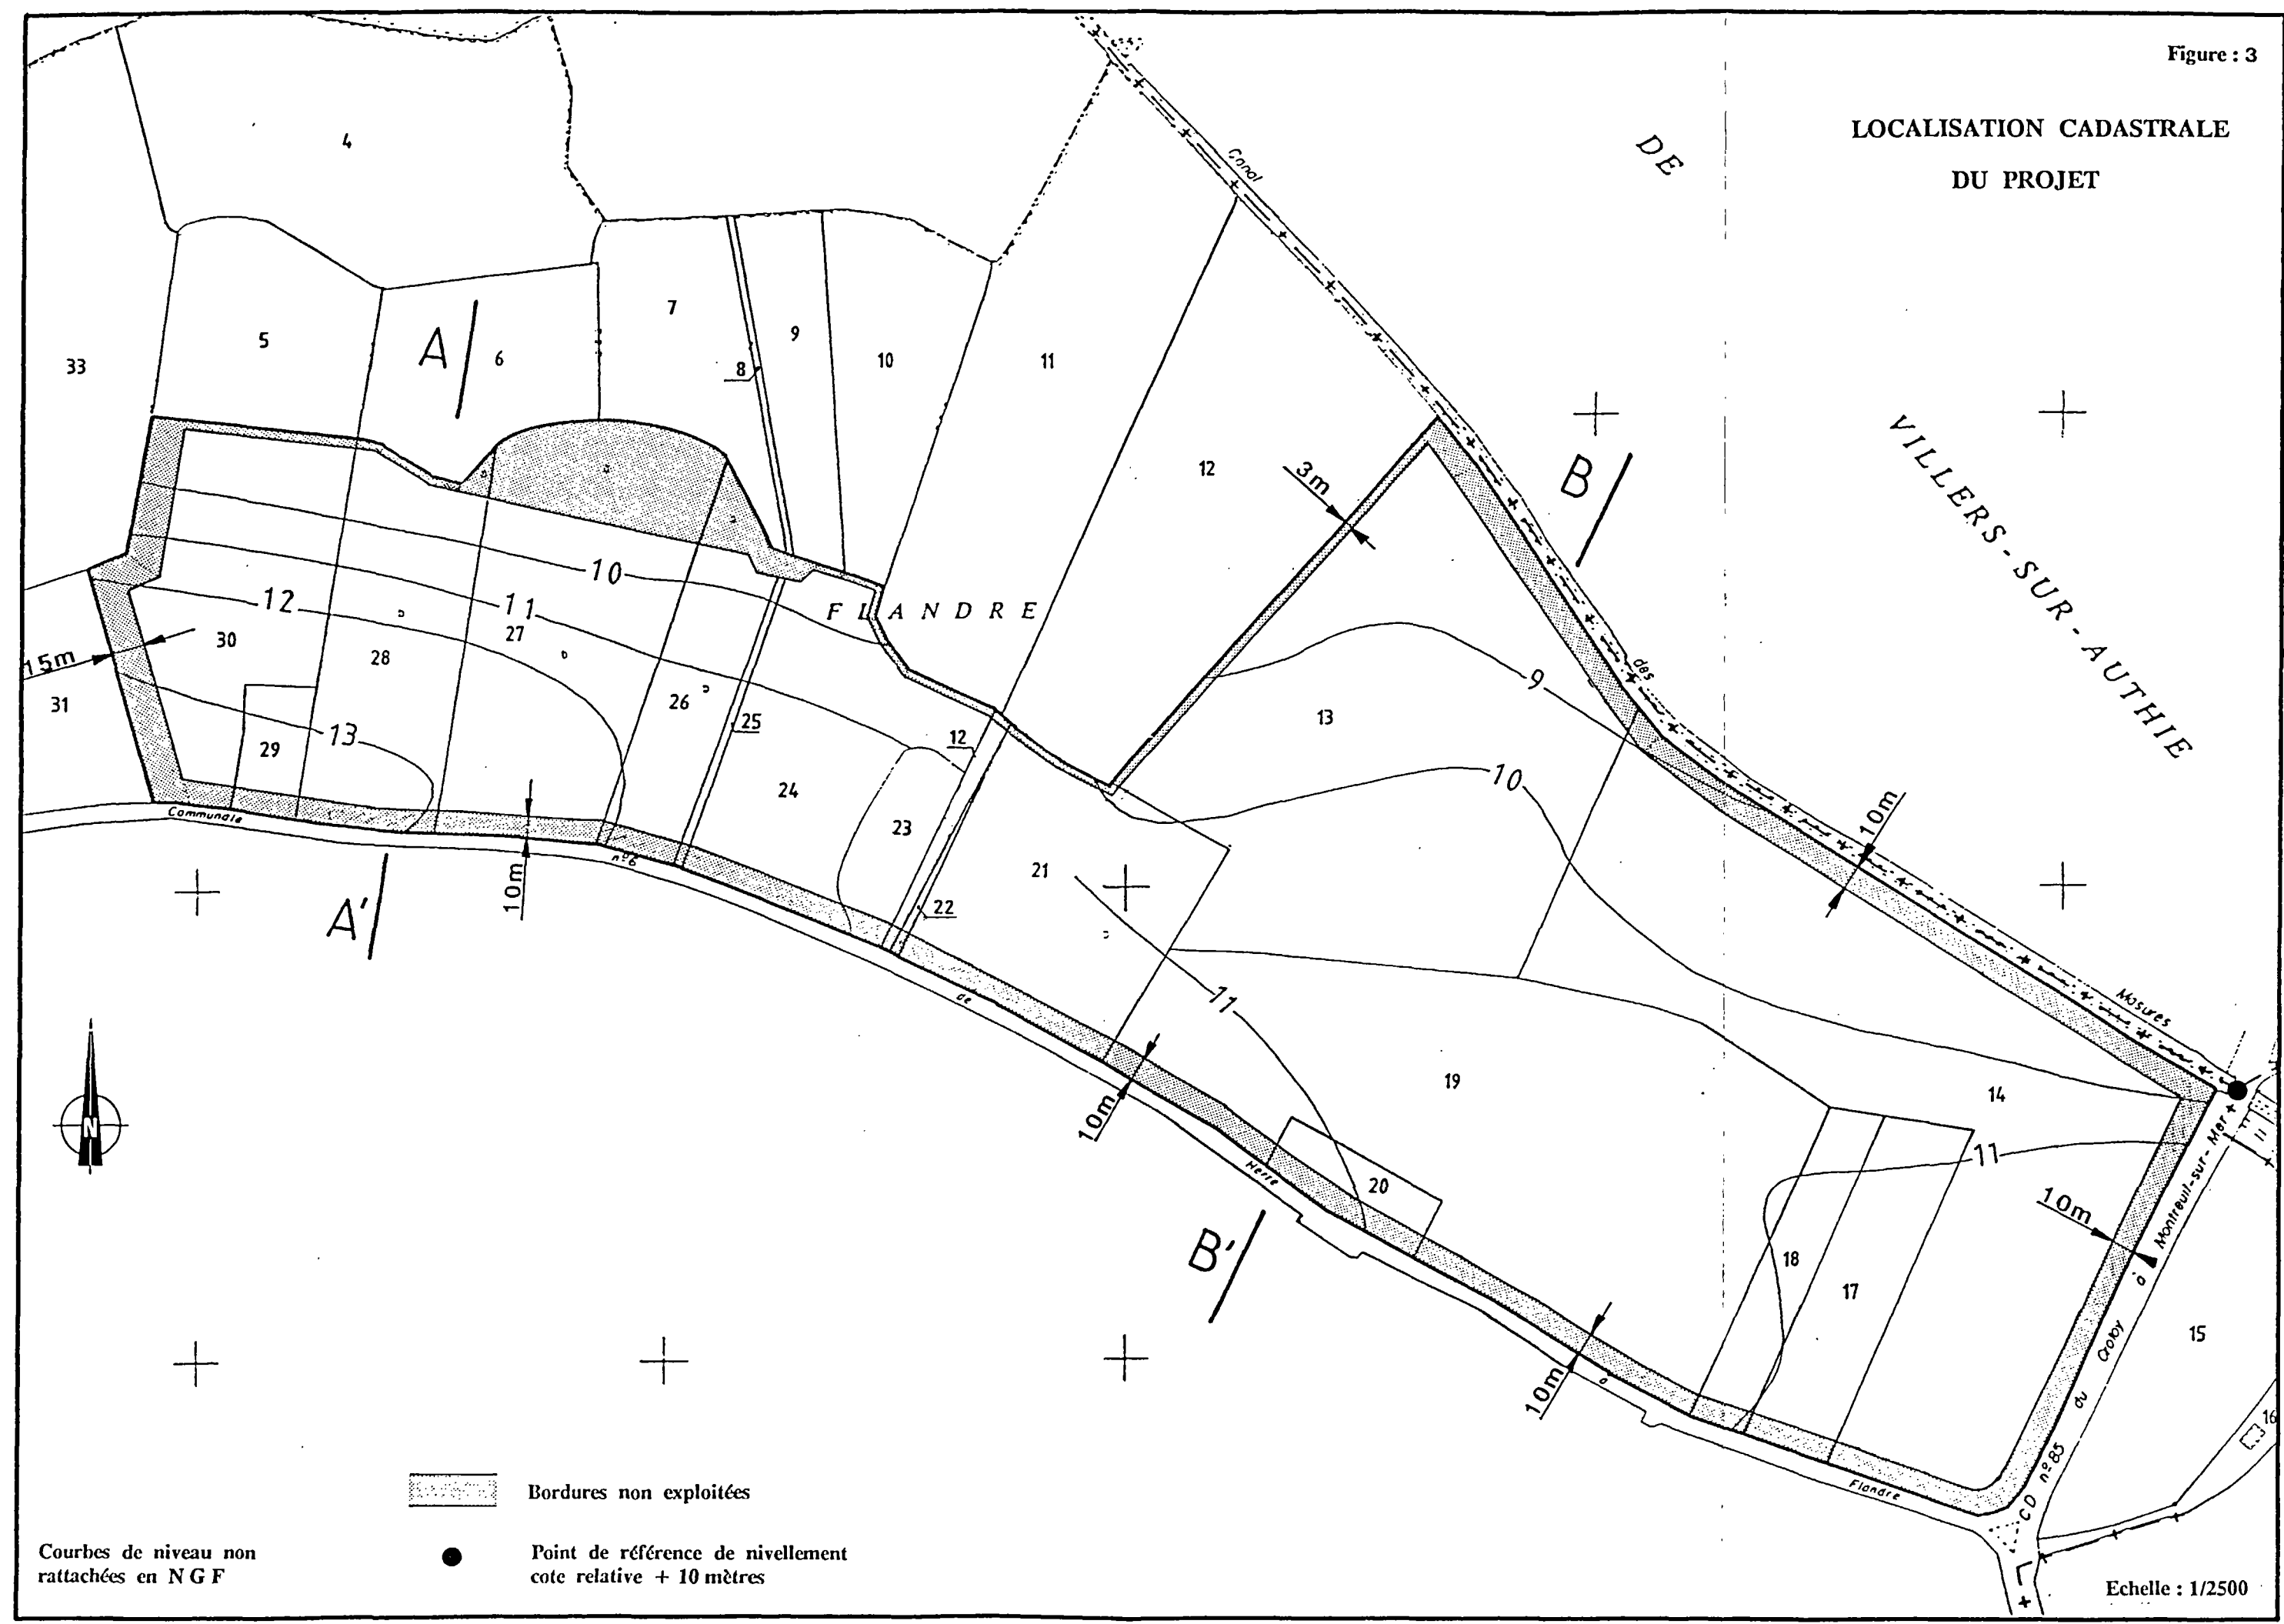 Figure : 3
LOCALISATION CADASTRALE
DU PROJET
DE
VILLERS-SUR-AUTHIE
Canal
des
Masures
4
5
A
6
7
8
9
10
11
12
33
3m
B
10
F L A N D R E
12
11
30
28
27
15m
31
29
13
26
25
24
12
23
22
21
13
9
10
10m
Communale
n°6
10m
A'
11
de
19
14
11
10m
Herre
20
B'
18
17
10m
10m
15
16
à
Flandre
CD n°85 du Crotoy à Montreuil-sur-Mer
N
Bordures non exploitées
Courbes de niveau non
rattachées en N G F
Point de référence de nivellement
cote relative + 10 mètres
Echelle : 1/2500